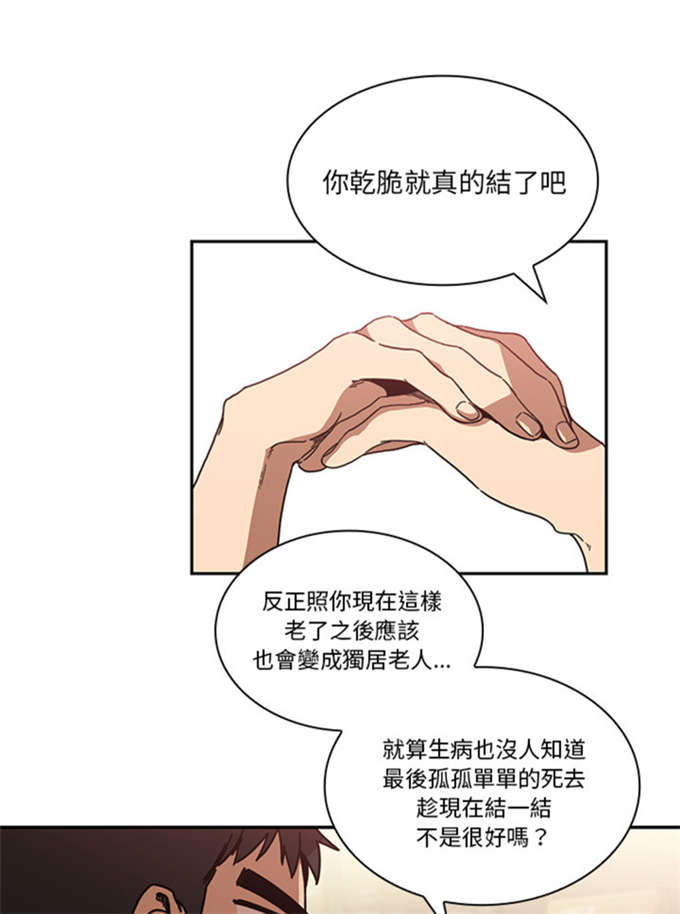 你乾脆就真的結了吧
反正照你現在這樣
老了之後應該
也會變成獨居老人...
就算生病也沒人知道
最後孤孤單單的死去
趁現在結一結
不是很好嗎？